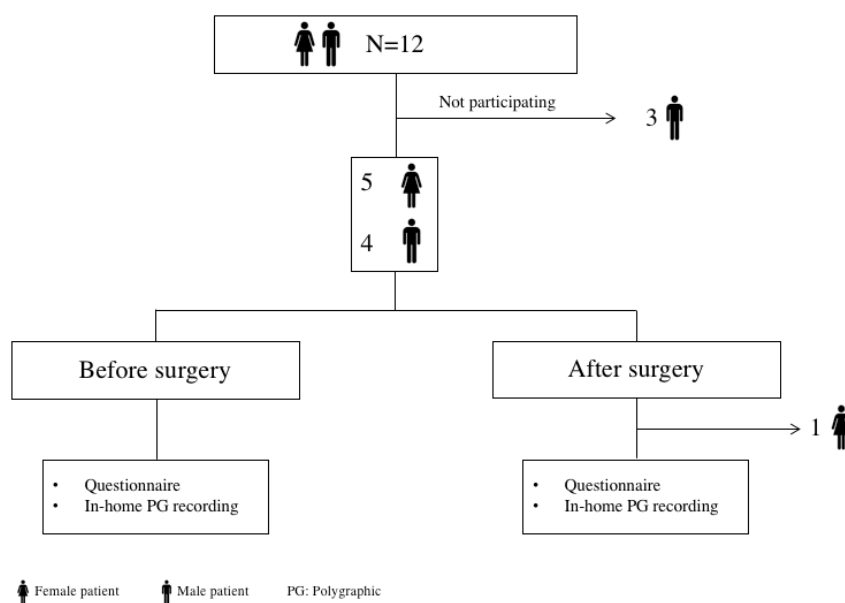 N=12
Not participating
3
5
4
Before surgery
After surgery
1
• Questionnaire
• In-home PG recording
• Questionnaire
• In-home PG recording
Female patient Male patient PG: Polygraphic